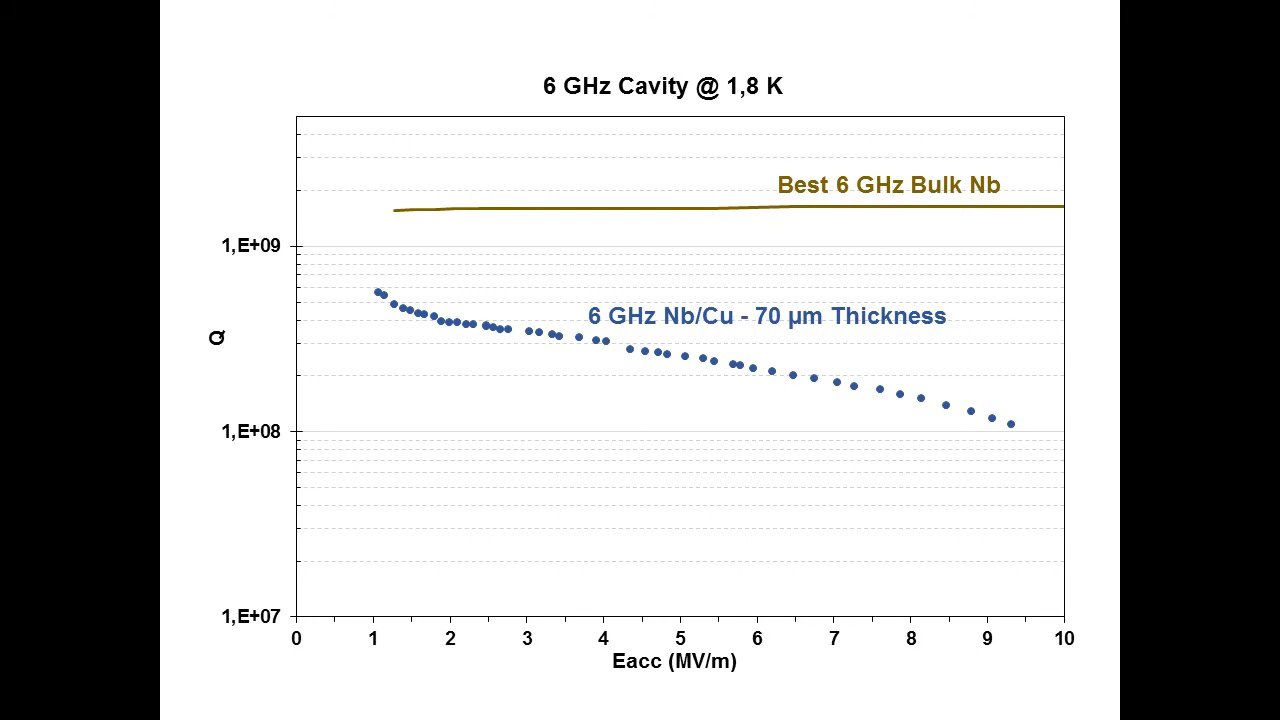 6 GHz Cavity @ 1,8 K
Best 6 GHz Bulk Nb
1,E+09
6 GHz Nb/Cu - 70 µm Thickness
Q
1,E+08
1,E+07
0 1 2 3 4 5 6 7 8 9 10
Eacc (MV/m)